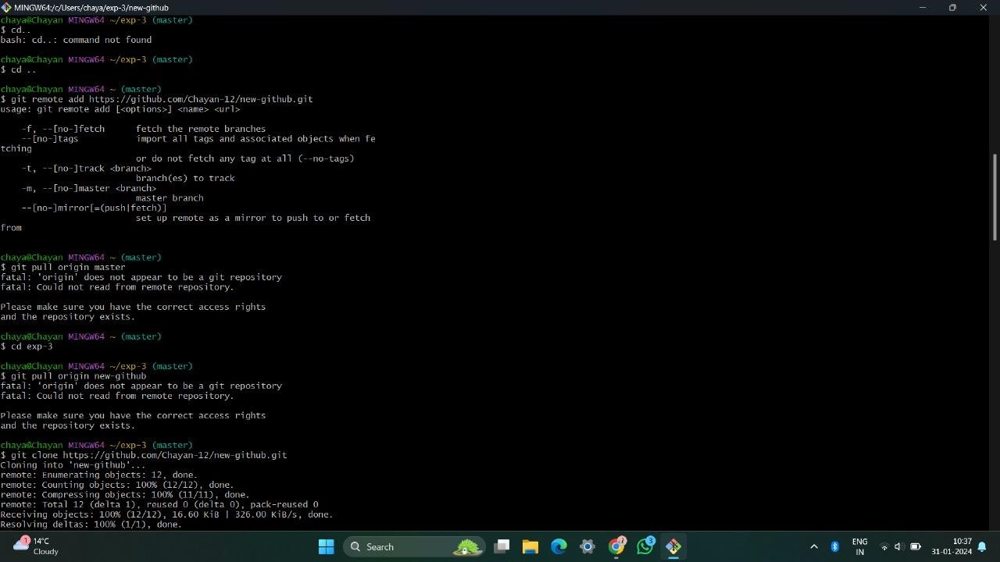 MINGW64:/c/Users/chaya/exp-3/new-github
chaya@Chayan MINGW64 ~/exp-3 (master)
$ cd..
bash: cd..: command not found
chaya@Chayan MINGW64 ~/exp-3 (master)
$ cd ..
chaya@Chayan MINGW64 ~ (master)
$ git remote add https://github.com/Chayan-12/new-github.git
usage: git remote add [<options>] <name> <url>
-f, --[no-]fetch fetch the remote branches
--[no-]tags import all tags and associated objects when fe
tching
or do not fetch any tag at all (--no-tags)
-t, --[no-]track <branch>
branch(es) to track
-m, --[no-]master <branch>
master branch
--[no-]mirror[=(push|fetch)]
set up remote as a mirror to push to or fetch
from
chaya@Chayan MINGW64 ~ (master)
$ git pull origin master
fatal: 'origin' does not appear to be a git repository
fatal: Could not read from remote repository.
Please make sure you have the correct access rights
and the repository exists.
chaya@Chayan MINGW64 ~ (master)
$ cd exp-3
chaya@Chayan MINGW64 ~/exp-3 (master)
$ git pull origin new-github
fatal: 'origin' does not appear to be a git repository
fatal: Could not read from remote repository.
Please make sure you have the correct access rights
and the repository exists.
chaya@Chayan MINGW64 ~/exp-3 (master)
$ git clone https://github.com/Chayan-12/new-github.git
Cloning into 'new-github'...
remote: Enumerating objects: 12, done.
remote: Counting objects: 100% (12/12), done.
remote: Compressing objects: 100% (11/11), done.
remote: Total 12 (delta 1), reused 0 (delta 0), pack-reused 0
Receiving objects: 100% (12/12), 16.60 KiB | 326.00 KiB/s, done.
Resolving deltas: 100% (1/1), done.
1
14°C
Cloudy
Search
3
ENG
IN
10:37
31-01-2024